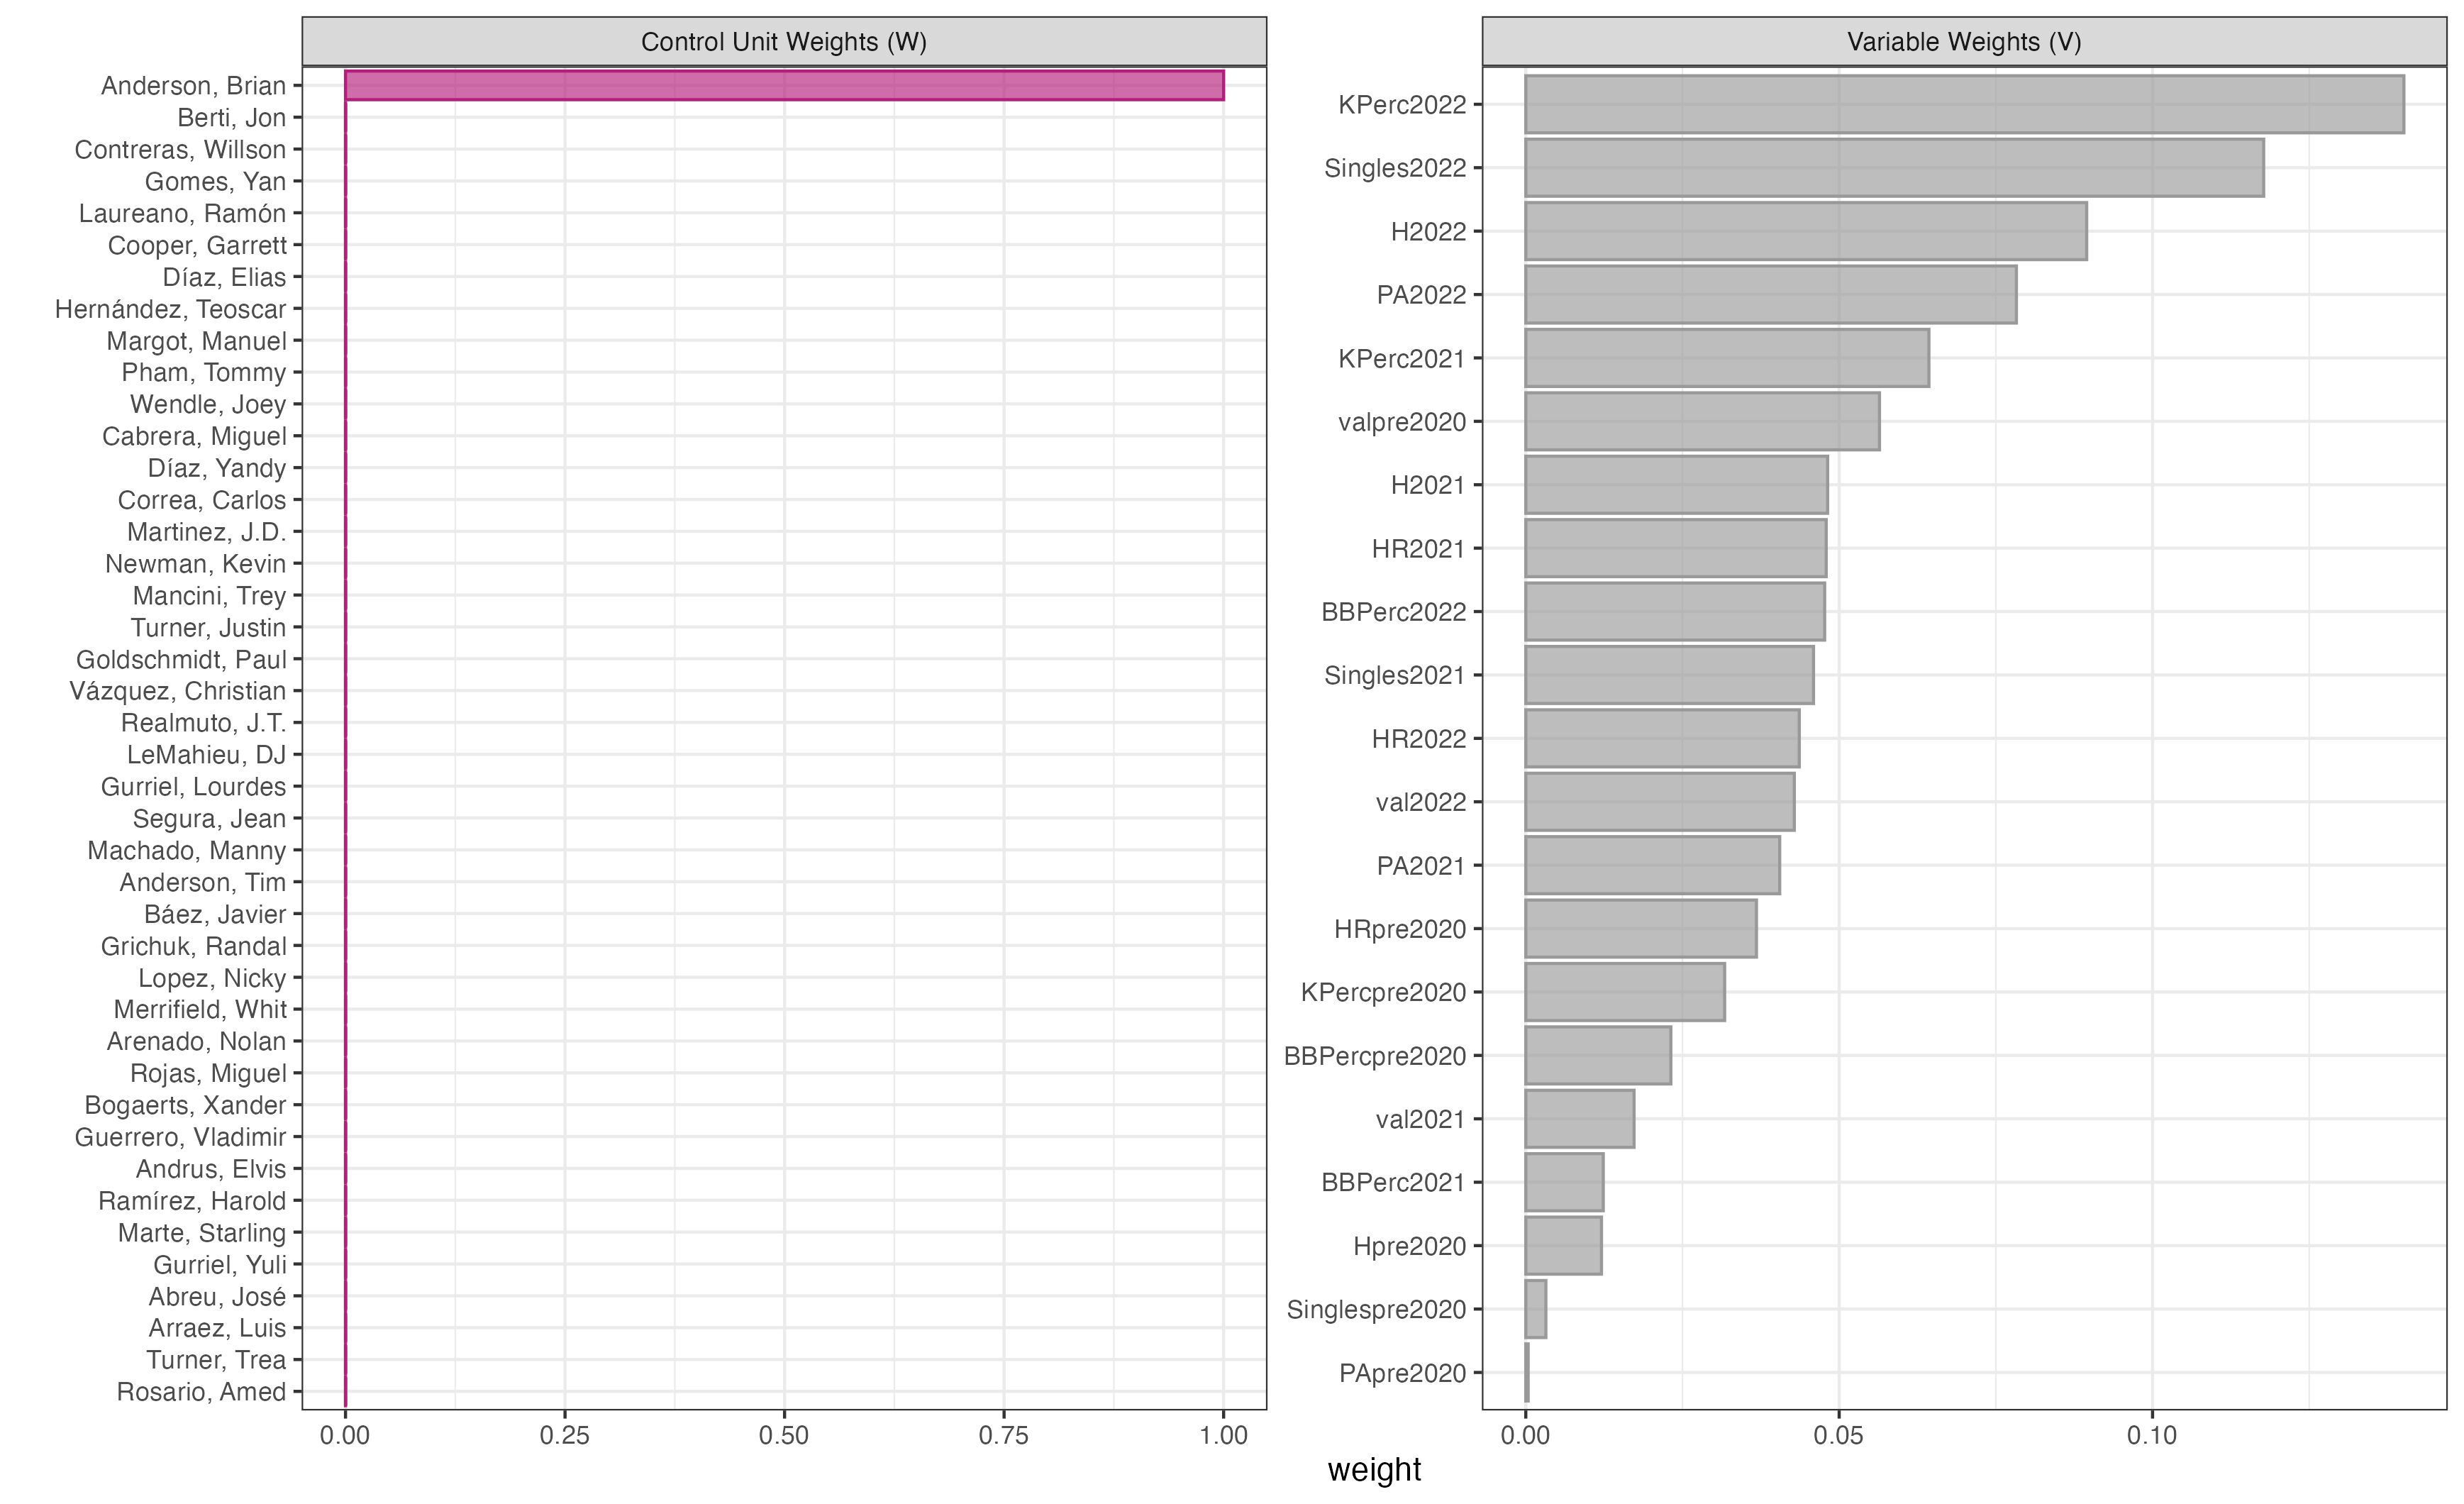 Control Unit Weights (W)
Anderson, Brian
Berti, Jon
Contreras, Willson
Gomes, Yan
Laureano, Ramón
Cooper, Garrett
Díaz, Elias
Hernández, Teoscar
Margot, Manuel
Pham, Tommy
Wendle, Joey
Cabrera, Miguel
Díaz, Yandy
Correa, Carlos
Martinez, J.D.
Newman, Kevin
Mancini, Trey
Turner, Justin
Goldschmidt, Paul
Vázquez, Christian
Realmuto, J.T.
LeMahieu, DJ
Gurriel, Lourdes
Segura, Jean
Machado, Manny
Anderson, Tim
Báez, Javier
Grichuk, Randal
Lopez, Nicky
Merrifield, Whit
Arenado, Nolan
Rojas, Miguel
Bogaerts, Xander
Guerrero, Vladimir
Andrus, Elvis
Ramírez, Harold
Marte, Starling
Gurriel, Yuli
Abreu, José
Arraez, Luis
Turner, Trea
Rosario, Amed
0.00 0.25 0.50 0.75 1.00
Variable Weights (V)
KPerc2022
Singles2022
H2022
PA2022
KPerc2021
valpre2020
H2021
HR2021
BBPerc2022
Singles2021
HR2022
val2022
PA2021
HRpre2020
KPercpre2020
BBPercpre2020
val2021
BBPerc2021
Hpre2020
Singlespre2020
PApre2020
0.00 0.05 0.10
weight